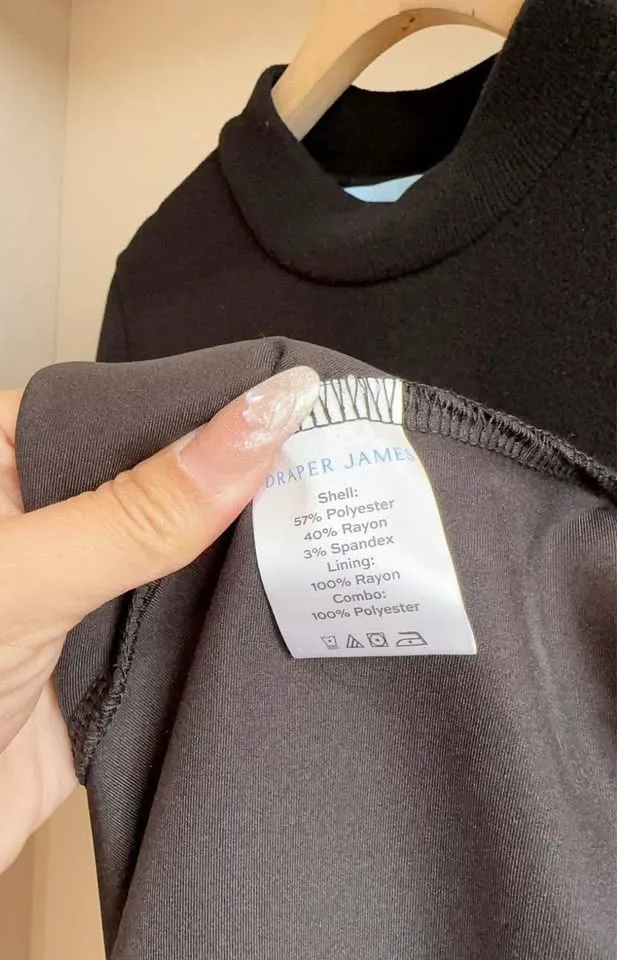 DRAPER JAMES
Shell:
57% Polyester
40% Rayon
3% Spandex
Lining:
100% Rayon
Combo:
100% Polyester